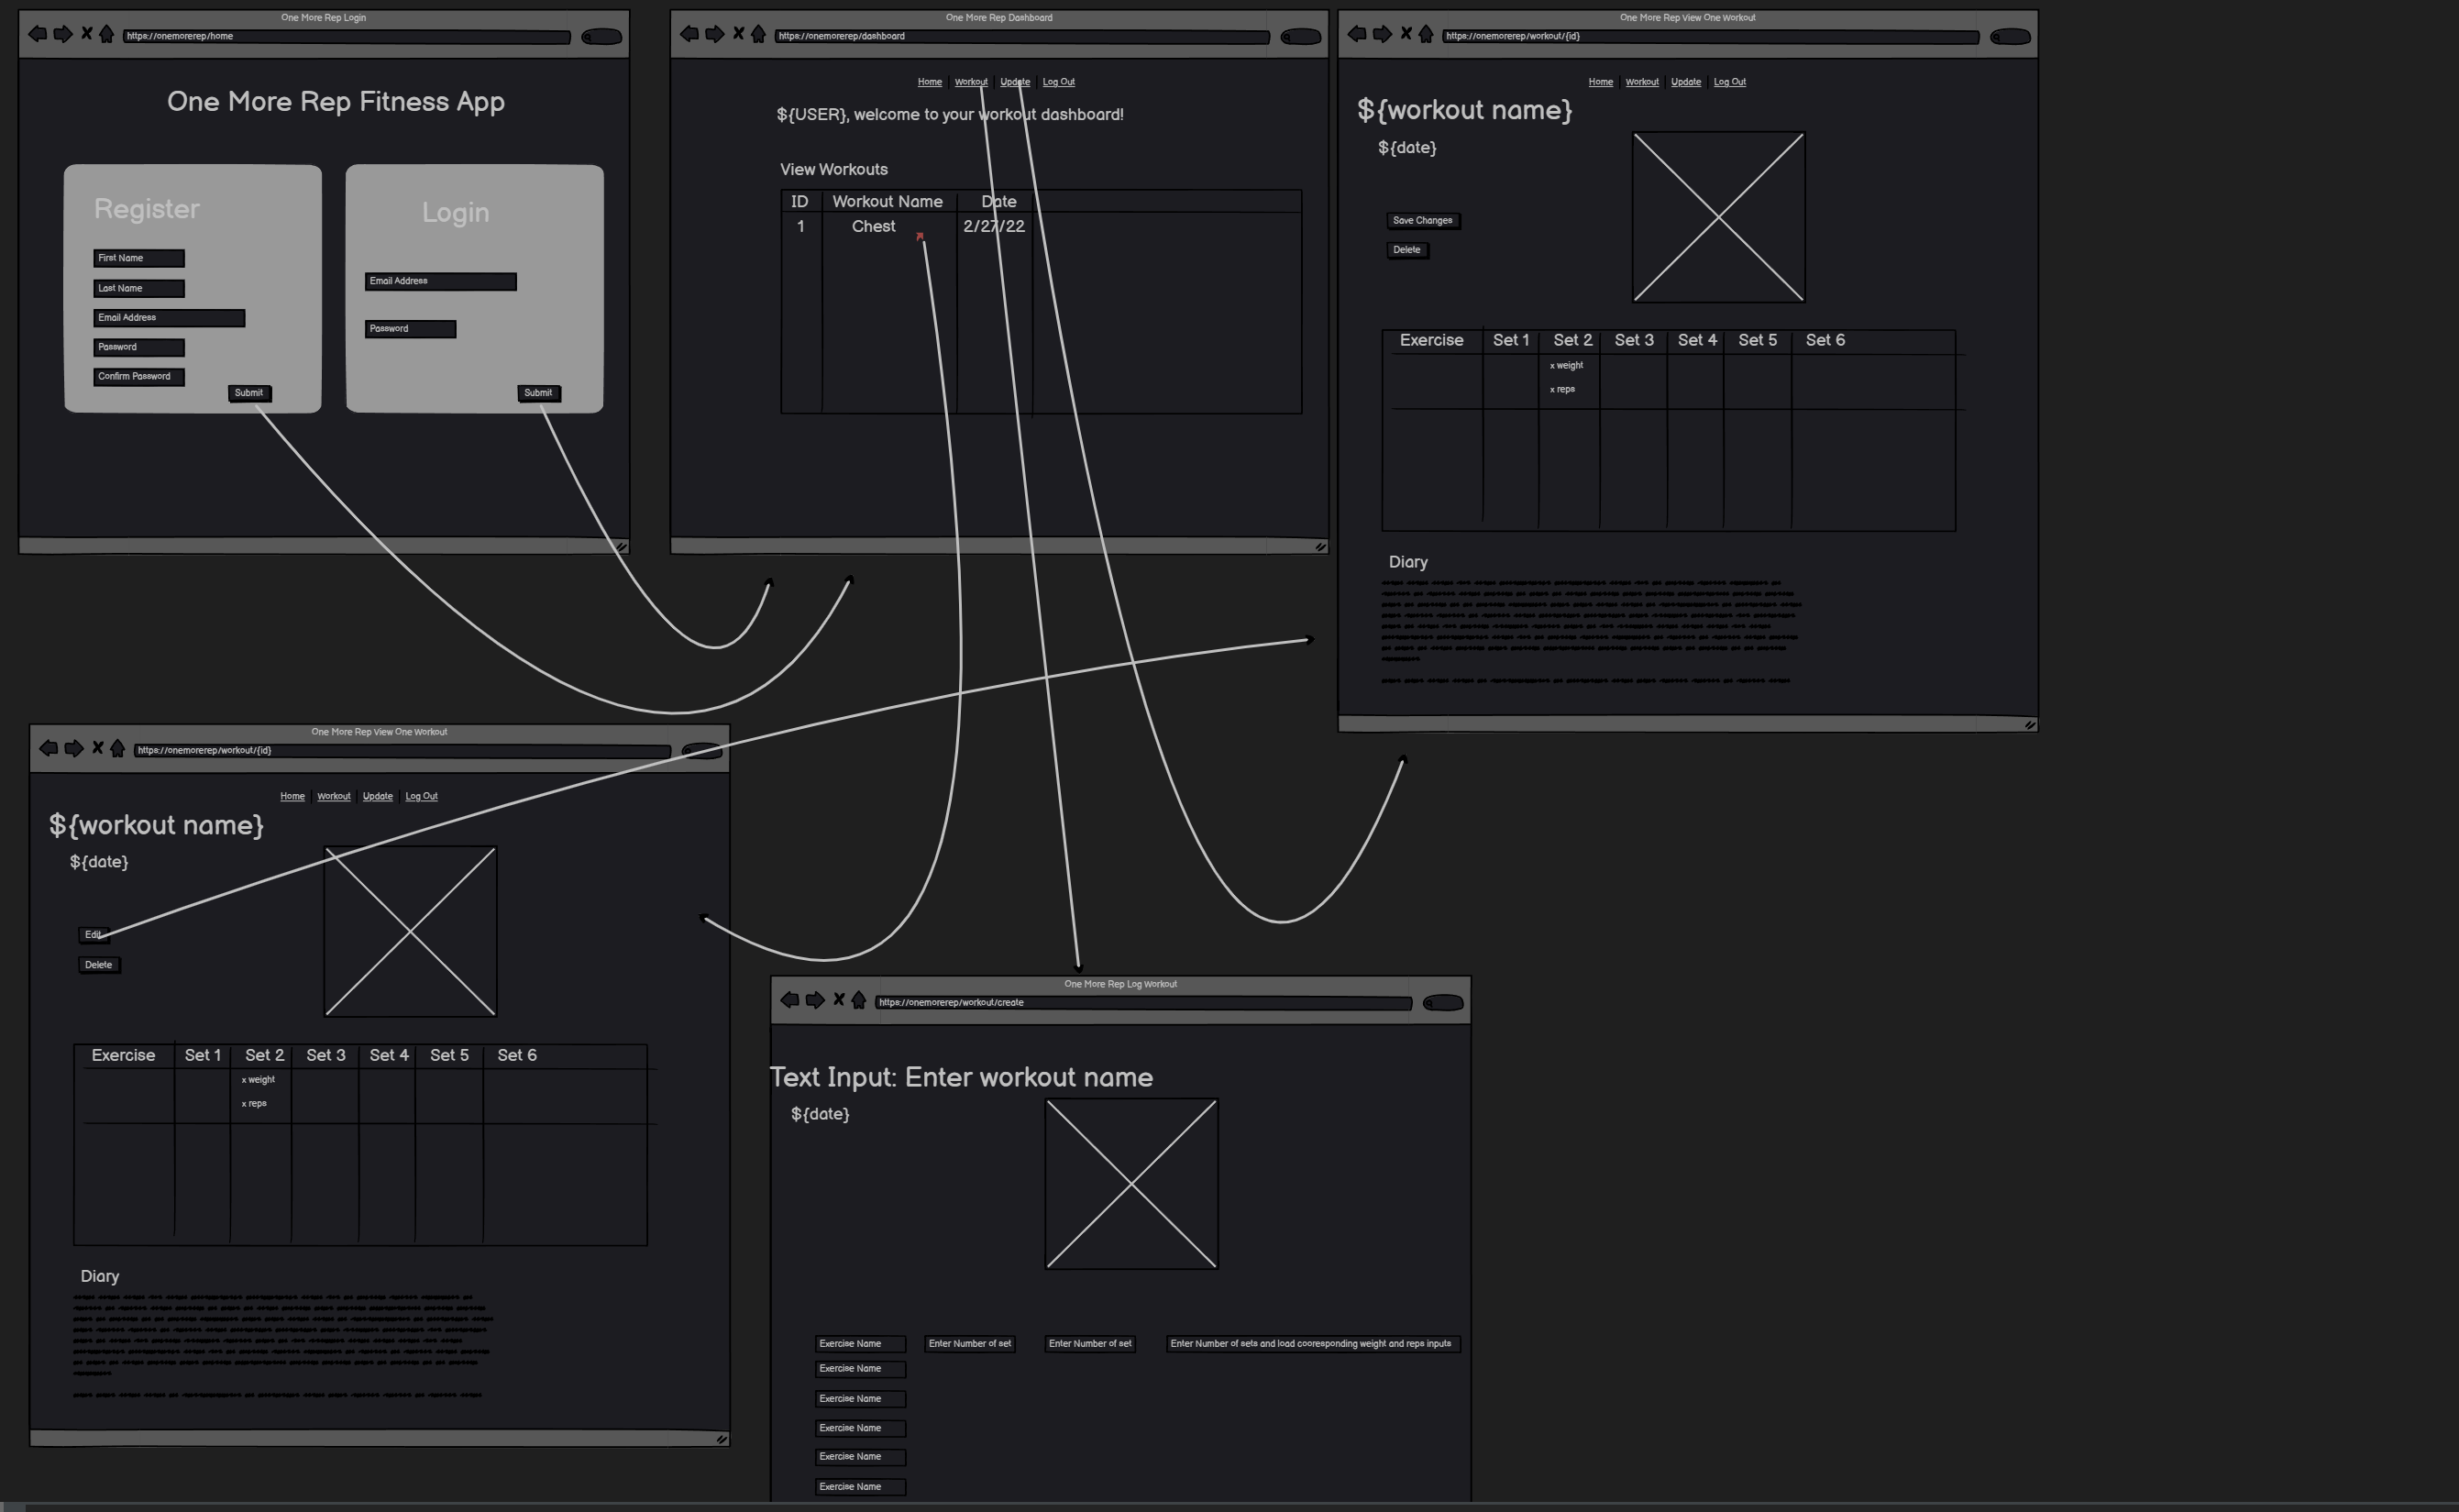 One More Rep Login
https://onemorerep/home
One More Rep Fitness App
Register
First Name
Last Name
Email Address
Password
Confirm Password
Submit
Login
Email Address
Password
Submit
One More Rep Dashboard
https://onemorerep/dashboard
Home Workout Update Log Out
${USER}, welcome to your workout dashboard!
View Workouts
ID Workout Name Date
1 Chest 2/27/22
One More Rep View One Workout
https://onemorerep/workout/{id}
Home Workout Update Log Out
${workout name}
${date}
Save Changes
Delete
Exercise Set 1 Set 2 Set 3 Set 4 Set 5 Set 6
x weight
x reps
Diary
One More Rep View One Workout
https://onemorerep/workout/{id}
Home Workout Update Log Out
${workout name}
${date}
Edit
Delete
Exercise Set 1 Set 2 Set 3 Set 4 Set 5 Set 6
x weight
x reps
Diary
One More Rep Log Workout
https://onemorerep/workout/create
Text Input: Enter workout name
${date}
Exercise Name Enter Number of set Enter Number of set Enter Number of sets and load cooresponding weight and reps inputs
Exercise Name
Exercise Name
Exercise Name
Exercise Name
Exercise Name